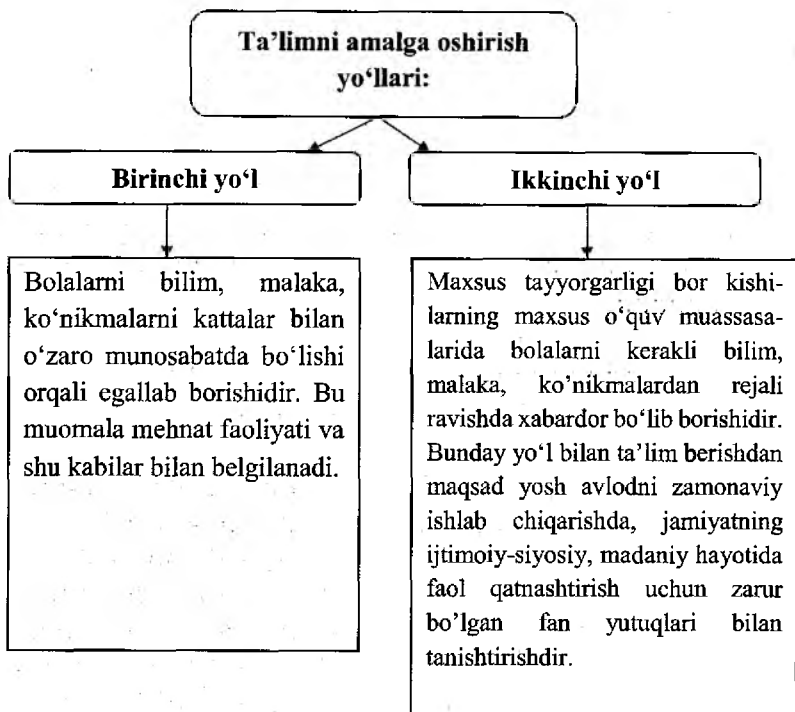 Ta’limni amalga oshirish
yo‘llari:
Birinchi yo‘l
Ikkinchi yo‘l
Bolalarni bilim, malaka,
ko‘nikmalarni kattalar bilan
o‘zaro munosabatda bo‘lishi
orqali egallab borishidir. Bu
muomala mehnat faoliyati va
shu kabilar bilan belgilanadi.
Maxsus tayyorgarligi bor kishi-
larning maxsus o‘quv muassasa-
larida bolalarni kerakli bilim,
malaka, ko’nikmalardan rejali
ravishda xabardor bo‘lib borishidir.
Bunday yo‘l bilan ta’lim berishdan
maqsad yosh avlodni zamonaviy
ishlab chiqarishda, jamiyatning
ijtimoiy-siyosiy, madaniy hayotida
faol qatnashtirish uchun zarur
bo’lgan fan yutuqlari bilan
tanishtirishdir.